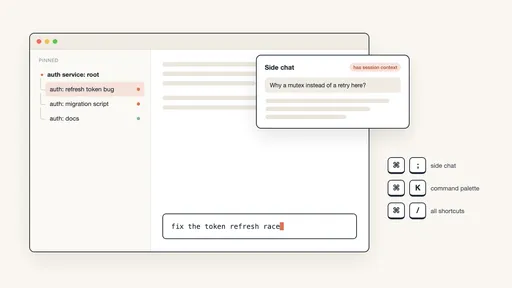 PINNED
auth service: root
auth: refresh token bug
auth: migration script
auth: docs
Side chat
has session context
Why a mutex instead of a retry here?
fix the token refresh race
⌘ ; side chat
⌘ K command palette
⌘ / all shortcuts